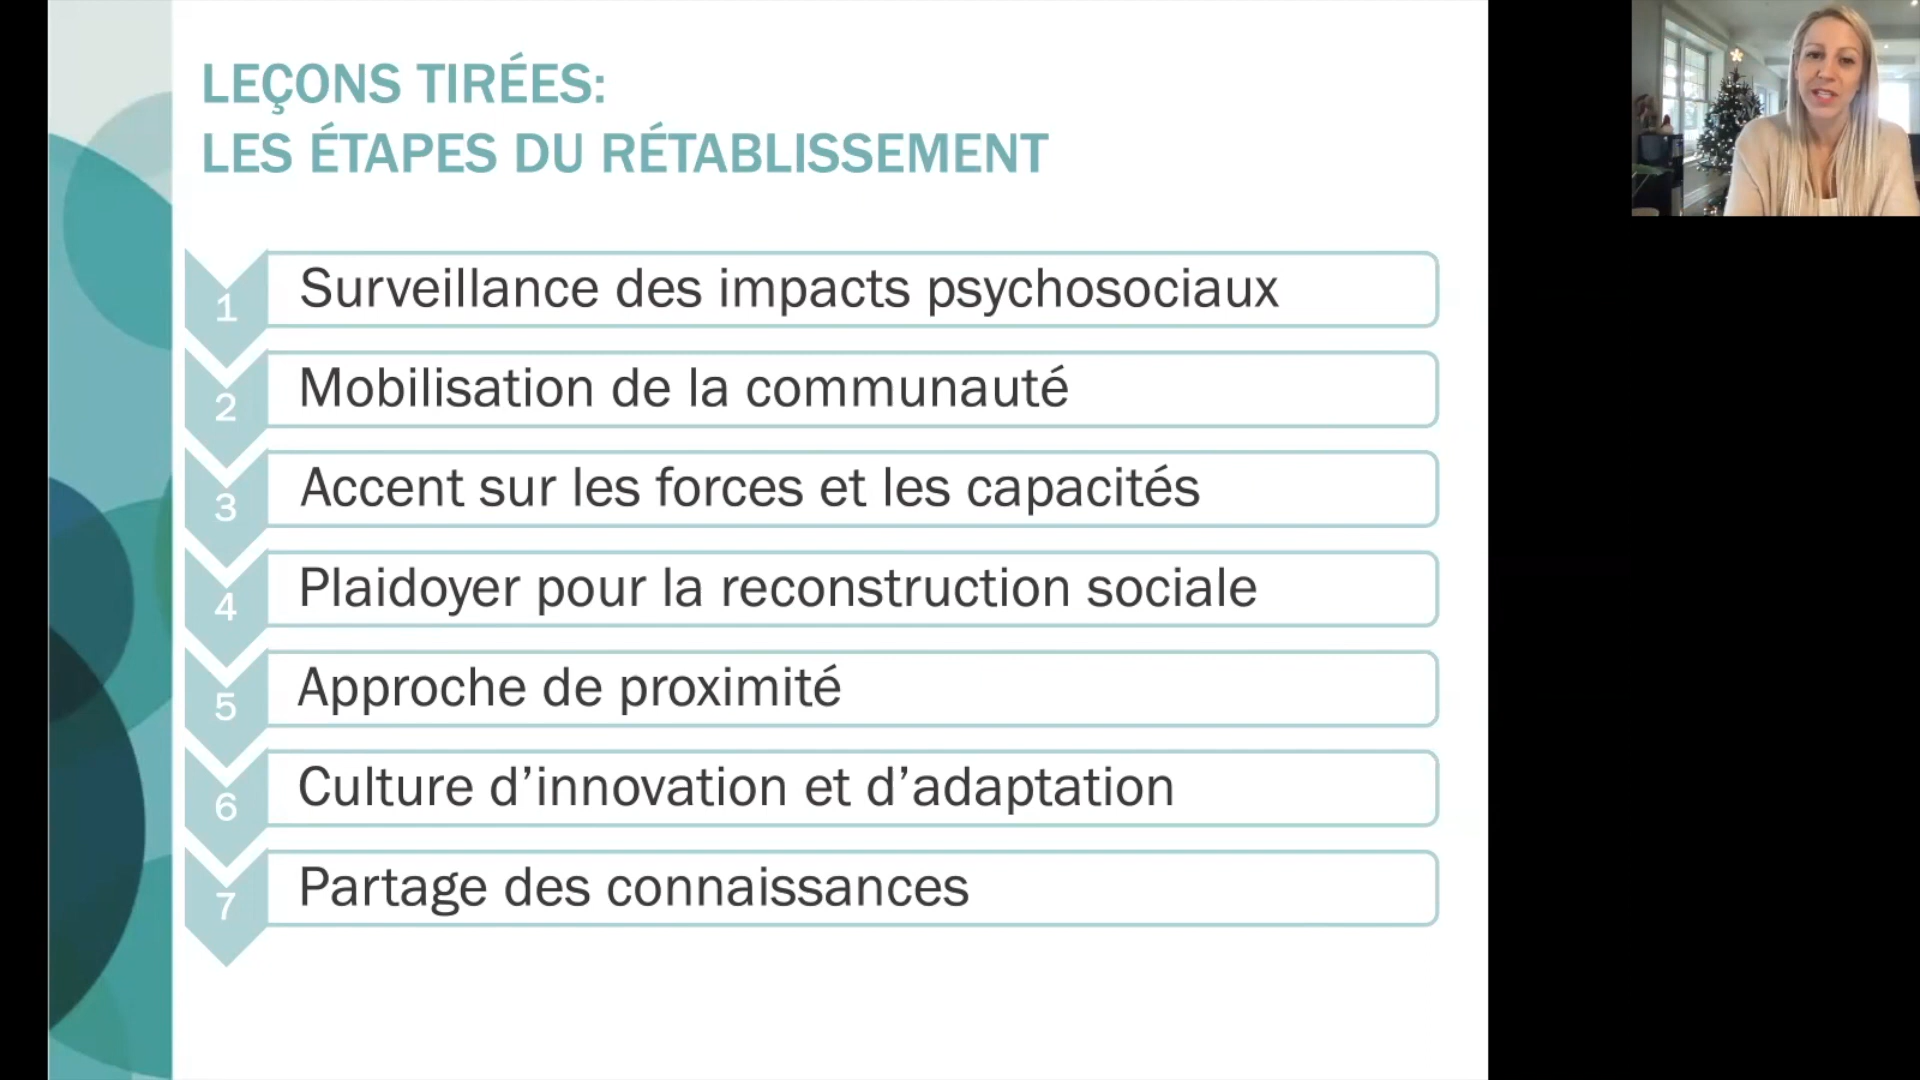 LEÇONS TIRÉES:
LES ÉTAPES DU RÉTABLISSEMENT
1 Surveillance des impacts psychosociaux
2 Mobilisation de la communauté
3 Accent sur les forces et les capacités
4 Plaidoyer pour la reconstruction sociale
5 Approche de proximité
6 Culture d’innovation et d’adaptation
7 Partage des connaissances